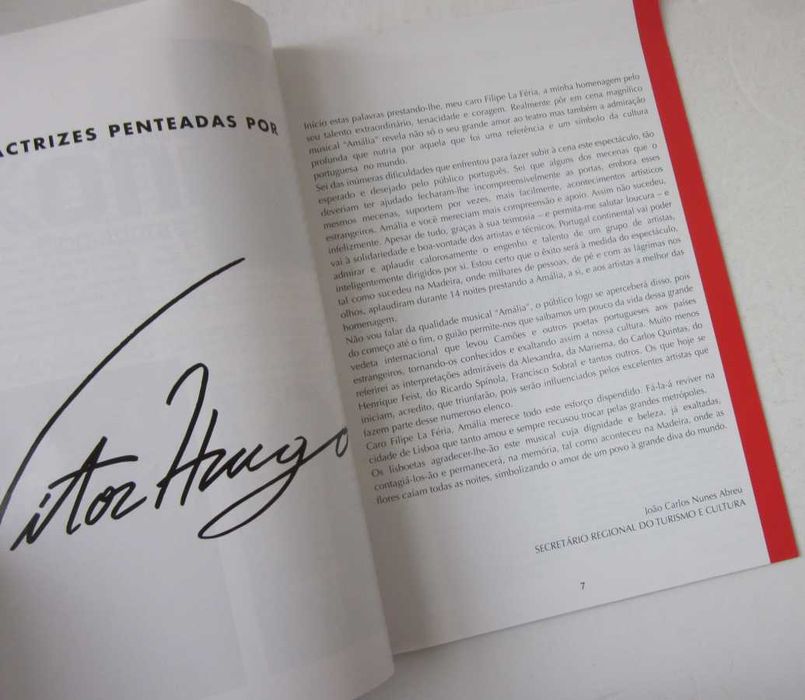 ACTRIZES PENTEADAS POR
Vitor Hugo
Inicio estas palavras prestando-lhe, meu caro Filipe La Féria, a minha homenagem pelo
seu talento extraordinário, tenacidade e coragem. Realmente pôr em cena magnífico
musical “Amália” revela não só o seu grande amor ao teatro mas também a admiração
profunda que nutria por aquela que foi uma referência e um símbolo da cultura
portuguesa no mundo.
Sei das inúmeras dificuldades que enfrentou para fazer subir à cena este espectáculo, tão
esperado e desejado pelo público português. Sei que alguns dos mecenas que o
deveriam ter ajudado fecharam-lhe incompreensivelmente as portas, embora esses
mesmos mecenas, suportem por vezes, mais facilmente, acontecimentos artísticos
estrangeiros. Amália e você mereciam mais compreensão e apoio. Assim não sucedeu,
infelizmente. Apesar de tudo, graças à sua teimosia – e permita-me salutar loucura – e
vai à solidariedade e boa-vontade dos artistas e técnicos, Portugal continental vai poder
admirar e aplaudir calorosamente o engenho e talento de um grupo de artistas,
inteligentemente dirigidos por si. Estou certo que o êxito será à medida do espectáculo,
tal como sucedeu na Madeira, onde milhares de pessoas, de pé e com as lágrimas nos
olhos, aplaudiram durante 14 noites prestando a Amália, a si, e aos artistas a melhor das
homenagem.
Não vou falar da qualidade musical “Amália”, o público logo se aperceberá disso, pois
do começo até o fim, o guião permite-nos que saibamos um pouco da vida dessa grande
vedeta internacional que levou Camões e outros poetas portugueses aos países
estrangeiros, tornando-os conhecidos e exaltando assim a nossa cultura. Muito menos
referirei as interpretações admiráveis da Alexandra, da Mariema, do Carlos Quintas, do
Henrique Feist, do Ricardo Spínola, Francisco Sobral e tantos outros. Os que hoje se
iniciam, acredito, que triunfarão, pois serão influenciados pelos excelentes artistas que
fazem parte desse numeroso elenco.
Caro Filipe La Féria, Amália merece todo este esforço dispendido. Fá-la-á reviver na
cidade de Lisboa que tanto amou e sempre recusou trocar pelas grandes metrópoles.
Os lisboetas agradecer-lhe-ão este musical cuja dignidade e beleza, já exaltadas,
contagiá-los-ão e permanecerá, na memória, tal como aconteceu na Madeira, onde as
flores caiam todas as noites, simbolizando o amor de um povo à grande diva do mundo.
João Carlos Nunes Abreu
SECRETÁRIO REGIONAL DO TURISMO E CULTURA
7